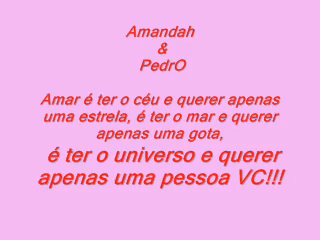 Amandah
&
PedrO
Amar é ter o céu e querer apenas
uma estrela, é ter o mar e querer
apenas uma gota,
é ter o universo e querer
apenas uma pessoa VC!!!